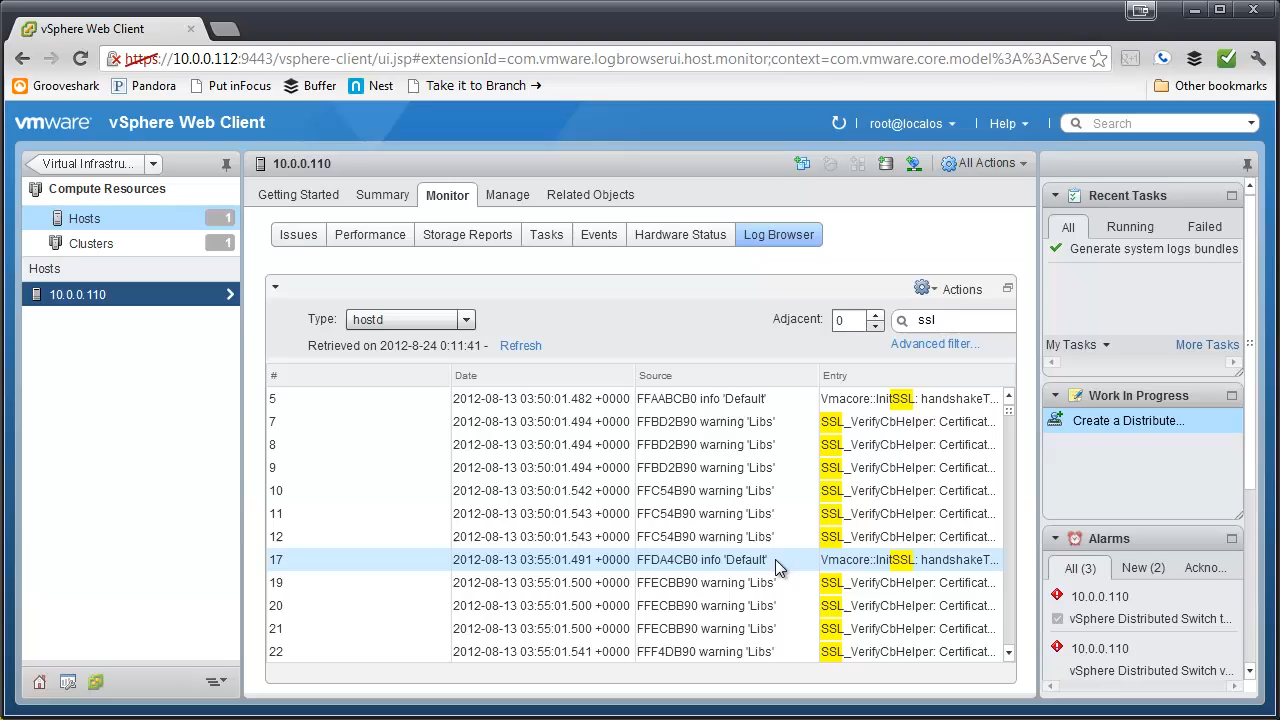 vSphere Web Client
https://10.0.0.112:9443/vsphere-client/ui.jsp#extensionId=com.vmware.logbrowserui.host.monitor;context=com.vmware.core.model%3A%3AServe
Grooveshark Pandora Put inFocus Buffer Nest Take it to Branch → Other bookmarks
vmware vSphere Web Client root@localos Help Search
Virtual Infrastru... 10.0.0.110 All Actions
Compute Resources
Hosts 1
Clusters 1
Hosts
10.0.0.110
Getting Started Summary Monitor Manage Related Objects
Issues Performance Storage Reports Tasks Events Hardware Status Log Browser
Actions
Type: hostd Adjacent: 0 ssl
Retrieved on 2012-8-24 0:11:41 - Refresh Advanced filter...
# Date Source Entry
5 2012-08-13 03:50:01.482 +0000 FFAABCB0 info 'Default' Vmacore::InitSSL: handshakeT...
7 2012-08-13 03:50:01.494 +0000 FFBD2B90 warning 'Libs' SSL_VerifyCbHelper: Certificat...
8 2012-08-13 03:50:01.494 +0000 FFBD2B90 warning 'Libs' SSL_VerifyCbHelper: Certificat...
9 2012-08-13 03:50:01.494 +0000 FFBD2B90 warning 'Libs' SSL_VerifyCbHelper: Certificat...
10 2012-08-13 03:50:01.542 +0000 FFC54B90 warning 'Libs' SSL_VerifyCbHelper: Certificat...
11 2012-08-13 03:50:01.543 +0000 FFC54B90 warning 'Libs' SSL_VerifyCbHelper: Certificat...
12 2012-08-13 03:50:01.543 +0000 FFC54B90 warning 'Libs' SSL_VerifyCbHelper: Certificat...
17 2012-08-13 03:55:01.491 +0000 FFDA4CB0 info 'Default' Vmacore::InitSSL: handshakeT...
19 2012-08-13 03:55:01.500 +0000 FFECBB90 warning 'Libs' SSL_VerifyCbHelper: Certificat...
20 2012-08-13 03:55:01.500 +0000 FFECBB90 warning 'Libs' SSL_VerifyCbHelper: Certificat...
21 2012-08-13 03:55:01.500 +0000 FFECBB90 warning 'Libs' SSL_VerifyCbHelper: Certificat...
22 2012-08-13 03:55:01.541 +0000 FFF4DB90 warning 'Libs' SSL_VerifyCbHelper: Certificat...
Recent Tasks
All Running Failed
Generate system logs bundles
My Tasks More Tasks
Work In Progress
Create a Distribute...
Alarms
All (3) New (2) Ackno...
10.0.0.110
vSphere Distributed Switch t...
10.0.0.110
vSphere Distributed Switch v...